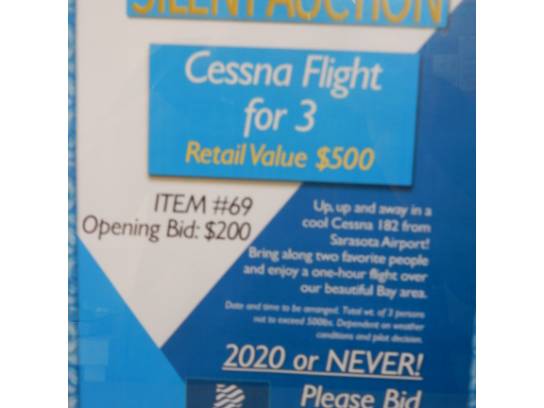 SILENT AUCTION
Cessna Flight
for 3
Retail Value $500
ITEM #69
Opening Bid: $200
Up, up and away in a
cool Cessna 182 from
Sarasota Airport!
Bring along two favorite people
and enjoy a one-hour flight over
our beautiful Bay area.
Date and time to be arranged. Total wt. of 3 persons
not to exceed 500lbs. Dependent on weather
conditions and pilot decision.
2020 or NEVER!
Please Bid